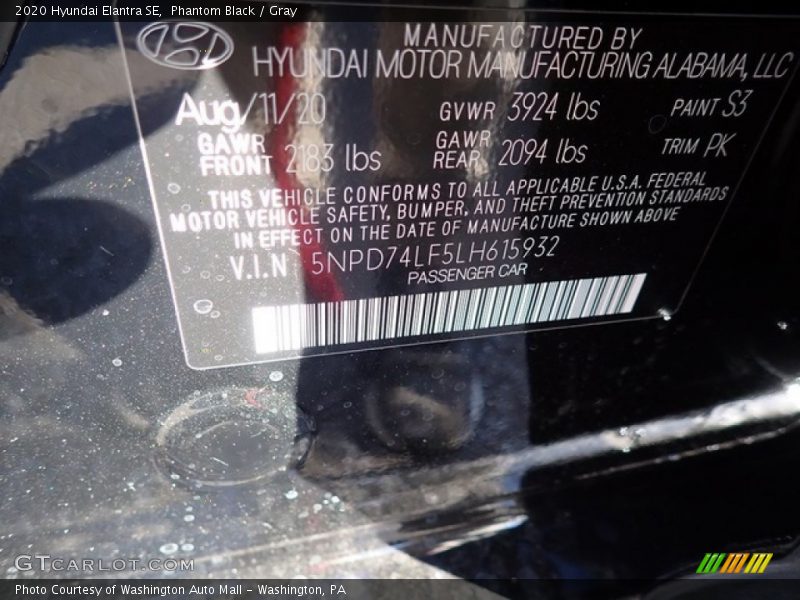 2020 Hyundai Elantra SE, Phantom Black / Gray
MANUFACTURED BY
HYUNDAI MOTOR MANUFACTURING ALABAMA, LLC
Aug/11/20 GVWR 3924 lbs PAINT S3
GAWR FRONT 2183 lbs GAWR REAR 2094 lbs TRIM PK
THIS VEHICLE CONFORMS TO ALL APPLICABLE U.S.A. FEDERAL
MOTOR VEHICLE SAFETY, BUMPER, AND THEFT PREVENTION STANDARDS
IN EFFECT ON THE DATE OF MANUFACTURE SHOWN ABOVE
V.I.N 5NPD74LF5LH615932
PASSENGER CAR
GTCARLOT.COM
Photo Courtesy of Washington Auto Mall - Washington, PA